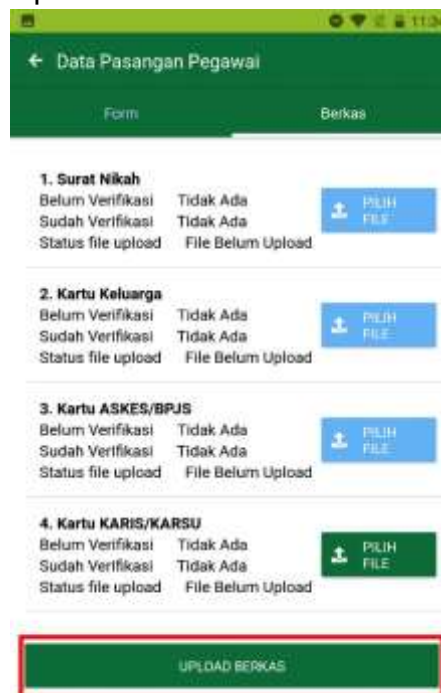 11:34
← Data Pasangan Pegawai
Form
Berkas
1. Surat Nikah
Belum Verifikasi Tidak Ada
Sudah Verifikasi Tidak Ada
Status file upload File Belum Upload
PILIH
FILE
2. Kartu Keluarga
Belum Verifikasi Tidak Ada
Sudah Verifikasi Tidak Ada
Status file upload File Belum Upload
PILIH
FILE
3. Kartu ASKES/BPJS
Belum Verifikasi Tidak Ada
Sudah Verifikasi Tidak Ada
Status file upload File Belum Upload
PILIH
FILE
4. Kartu KARIS/KARSU
Belum Verifikasi Tidak Ada
Sudah Verifikasi Tidak Ada
Status file upload File Belum Upload
PILIH
FILE
UPLOAD BERKAS